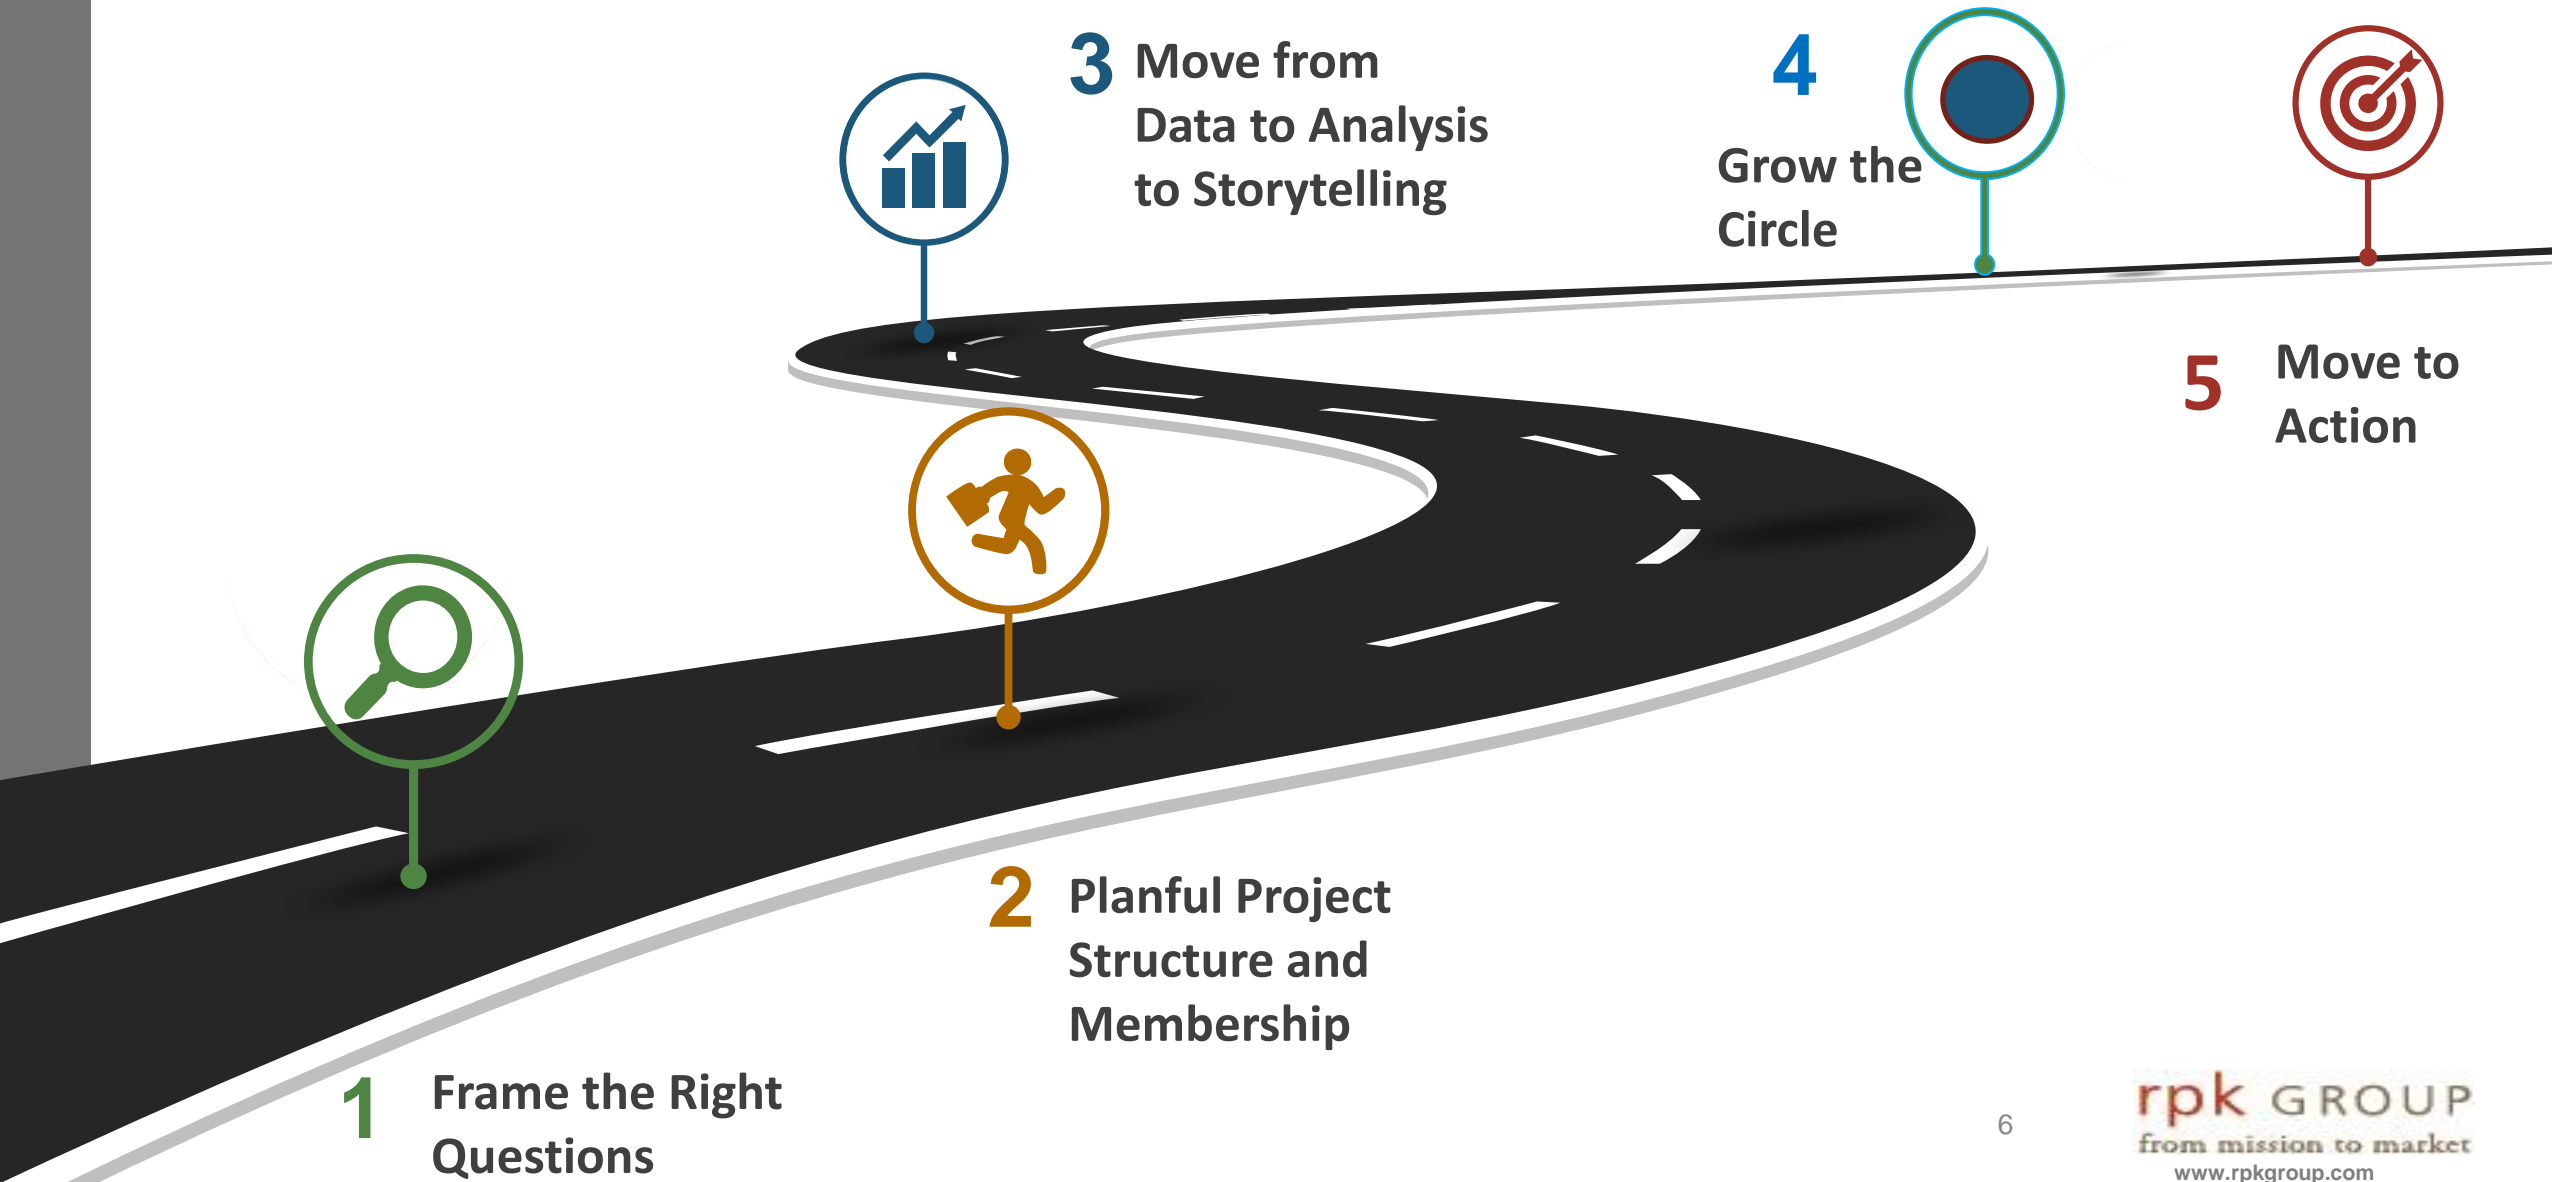 3 Move from
Data to Analysis
to Storytelling
4
Grow the
Circle
5 Move to
Action
2 Planful Project
Structure and
Membership
1 Frame the Right
Questions
6
rpk GROUP
from mission to market
www.rpkgroup.com